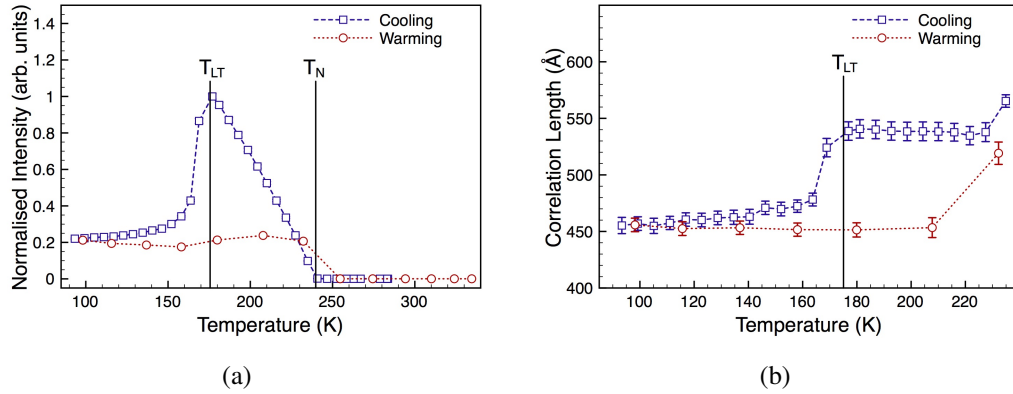 Normalised Intensity (arb. units)
1.4
1.2
1
0.8
0.6
0.4
0.2
0
Cooling
Warming
T_LT
T_N
100
150
200
250
300
Temperature (K)
(a)
Correlation Length (Å)
600
550
500
450
400
Cooling
Warming
T_LT
100
120
140
160
180
200
220
Temperature (K)
(b)